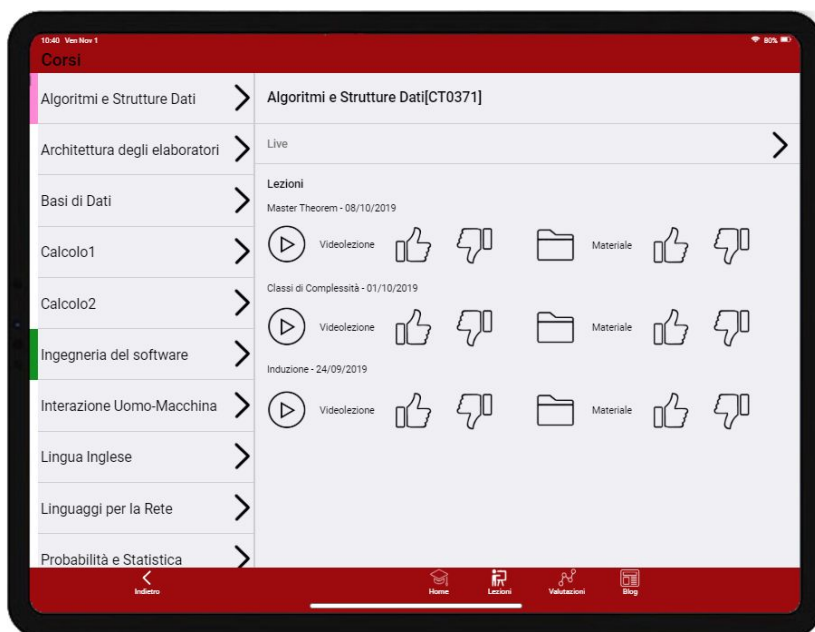 10:40 Ven Nov 1
80%
Corsi
Algoritmi e Strutture Dati
Architettura degli elaboratori
Basi di Dati
Calcolo1
Calcolo2
Ingegneria del software
Interazione Uomo-Macchina
Lingua Inglese
Linguaggi per la Rete
Probabilità e Statistica
Algoritmi e Strutture Dati[CT0371]
Live
Lezioni
Master Theorem - 08/10/2019
Videolezione Materiale
Classi di Complessità - 01/10/2019
Videolezione Materiale
Induzione - 24/09/2019
Videolezione Materiale
Indietro Home Lezioni Valutazioni Blog